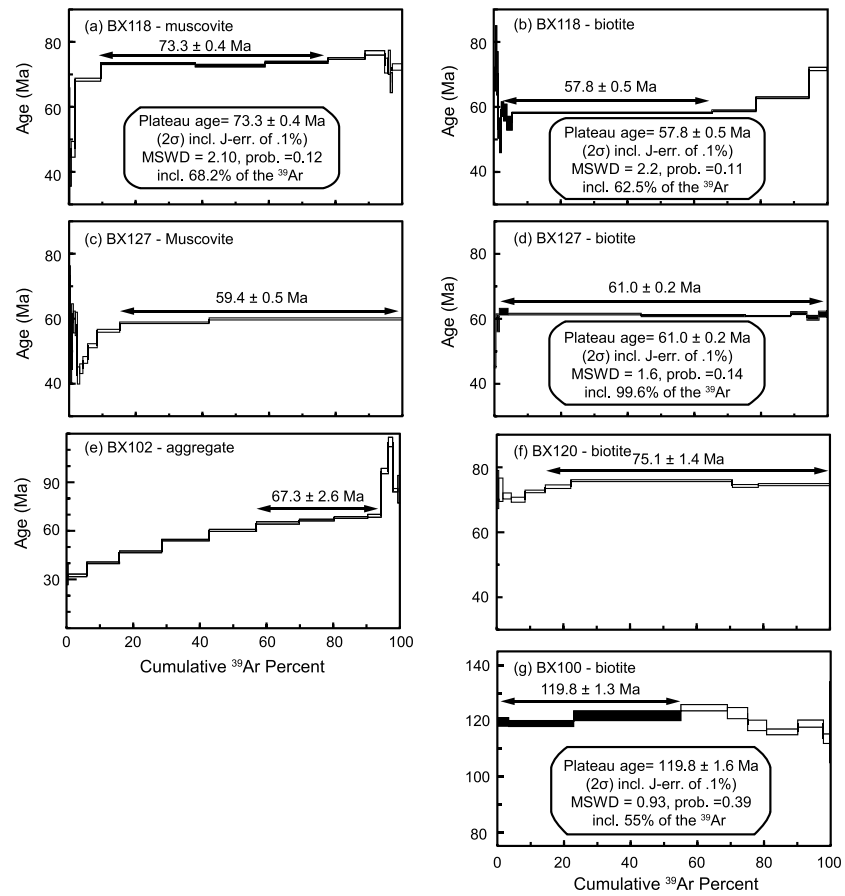 (a) BX118 - muscovite
73.3 ± 0.4 Ma
Plateau age= 73.3 ± 0.4 Ma
(2σ) incl. J-err. of .1%)
MSWD = 2.10, prob. =0.12
incl. 68.2% of the ³⁹Ar
Age (Ma)
80
60
40
(b) BX118 - biotite
57.8 ± 0.5 Ma
Plateau age= 57.8 ± 0.5 Ma
(2σ) incl. J-err. of .1%)
MSWD = 2.2, prob. =0.11
incl. 62.5% of the ³⁹Ar
Age (Ma)
80
60
40
(c) BX127 - Muscovite
59.4 ± 0.5 Ma
Age (Ma)
80
60
40
(d) BX127 - biotite
61.0 ± 0.2 Ma
Plateau age= 61.0 ± 0.2 Ma
(2σ) incl. J-err. of .1%)
MSWD = 1.6, prob. =0.14
incl. 99.6% of the ³⁹Ar
80
60
40
(e) BX102 - aggregate
67.3 ± 2.6 Ma
Age (Ma)
90
60
30
0 20 40 60 80 100
Cumulative ³⁹Ar Percent
(f) BX120 - biotite
75.1 ± 1.4 Ma
80
60
40
(g) BX100 - biotite
119.8 ± 1.3 Ma
Plateau age= 119.8 ± 1.6 Ma
(2σ) incl. J-err. of .1%)
MSWD = 0.93, prob. =0.39
incl. 55% of the ³⁹Ar
140
120
100
80
0 20 40 60 80 100
Cumulative ³⁹Ar Percent